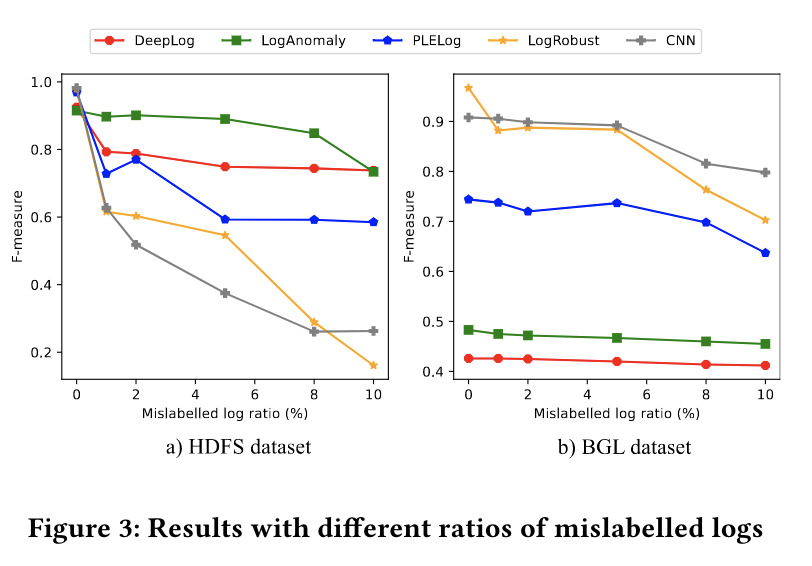 DeepLog LogAnomaly PLELog LogRobust CNN
1.0
0.8
0.6
0.4
0.2
F-measure
0 2 4 6 8 10
Mislabelled log ratio (%)
a) HDFS dataset
0.9
0.8
0.7
0.6
0.5
0.4
F-measure
0 2 4 6 8 10
Mislabelled log ratio (%)
b) BGL dataset
Figure 3: Results with different ratios of mislabelled logs